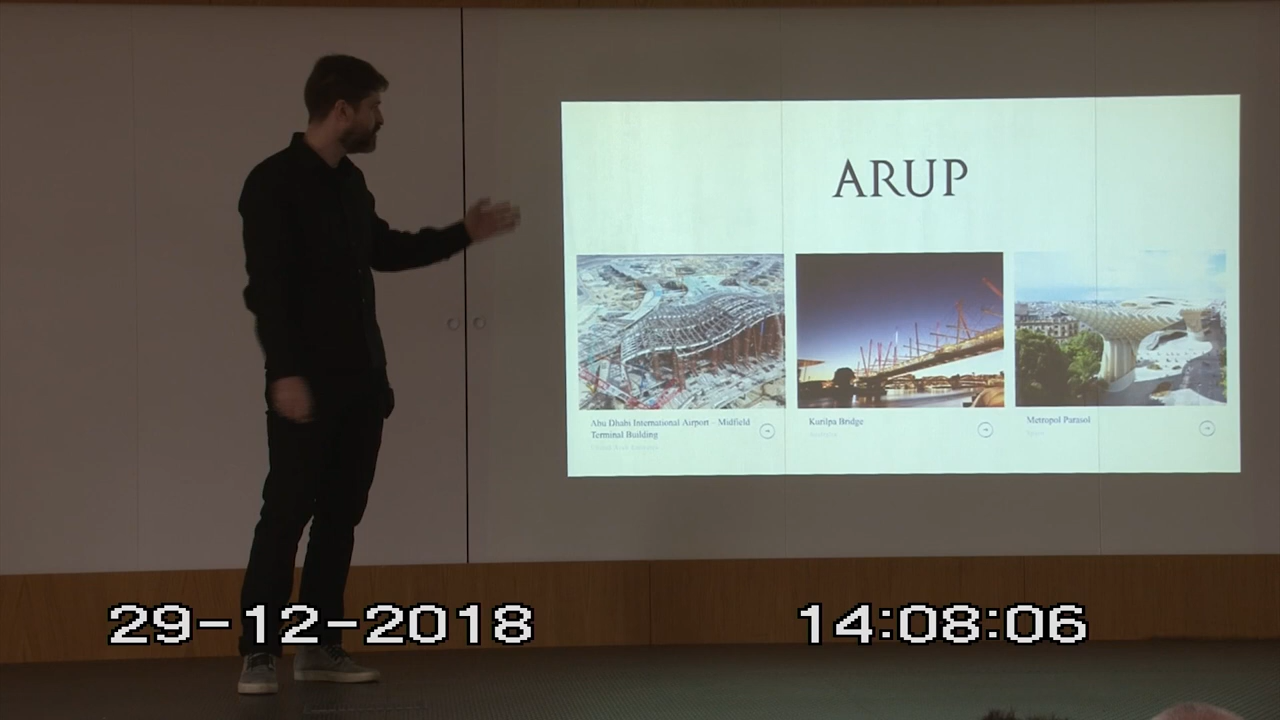 ARUP
Abu Dhabi International Airport – Midfield
Terminal Building
Kurilpa Bridge
Metropol Parasol
29-12-2018
14:08:06